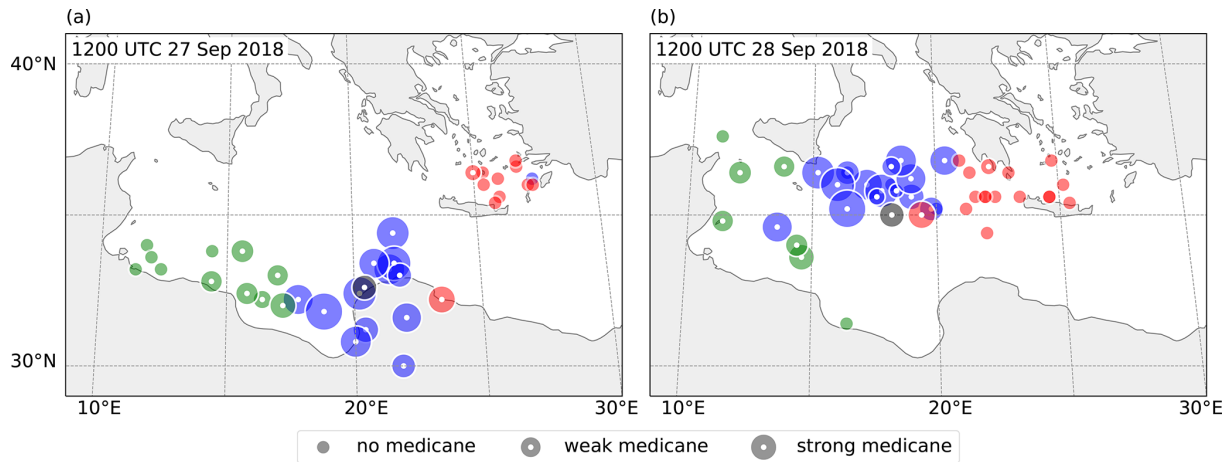 (a)
(b)
1200 UTC 27 Sep 2018
1200 UTC 28 Sep 2018
40°N
30°N
10°E
20°E
30°E
10°E
20°E
30°E
no medicane
weak medicane
strong medicane